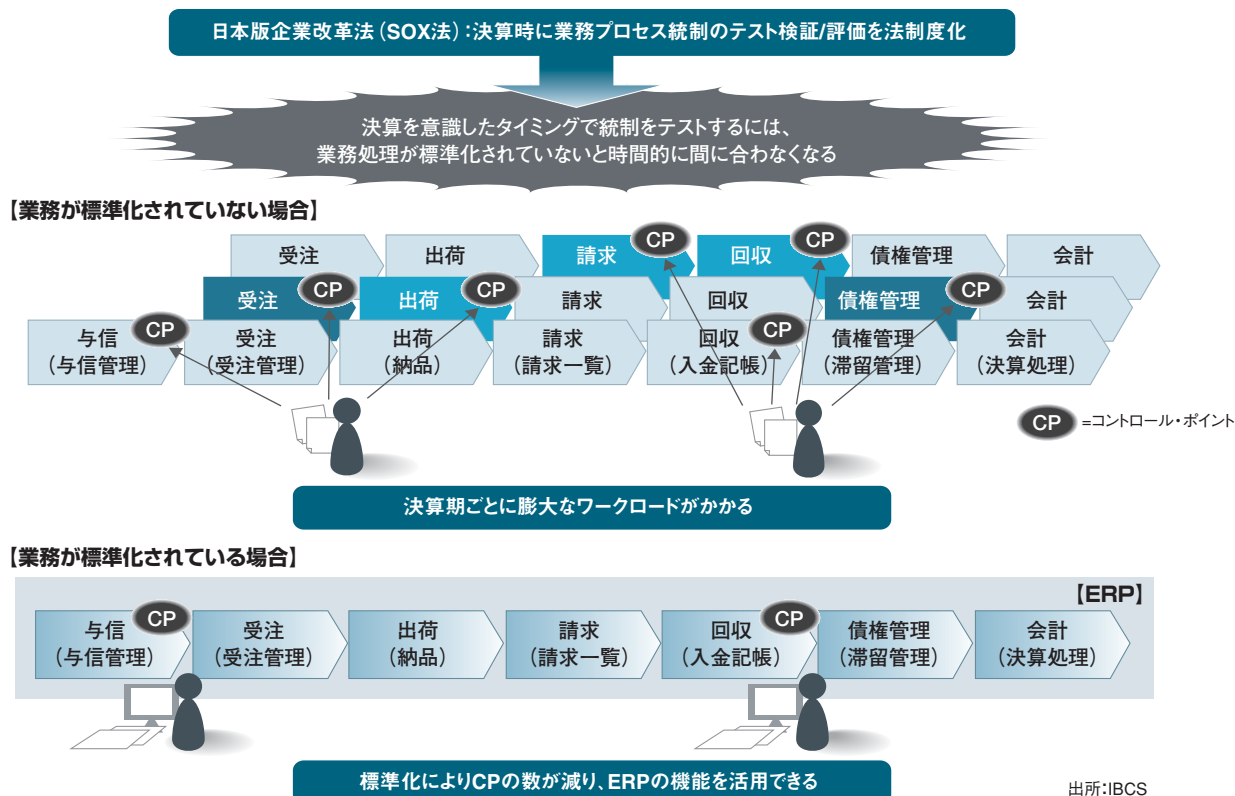 日本版企業改革法（SOX法）：決算時に業務プロセス統制のテスト検証/評価を法制度化
決算を意識したタイミングで統制をテストするには、
業務処理が標準化されていないと時間的に間に合わなくなる
【業務が標準化されていない場合】
受注 出荷 請求 CP 回収 CP 債権管理 会計
受注 CP 出荷 CP 請求 回収 債権管理 CP 会計
与信 CP 受注 出荷 請求 回収 CP 債権管理 会計
（与信管理） （受注管理） （納品） （請求一覧） （入金記帳） （滞留管理） （決算処理）
CP =コントロール・ポイント
決算期ごとに膨大なワークロードがかかる
【業務が標準化されている場合】
【ERP】
与信 CP 受注 出荷 請求 回収 CP 債権管理 会計
（与信管理） （受注管理） （納品） （請求一覧） （入金記帳） （滞留管理） （決算処理）
標準化によりCPの数が減り、ERPの機能を活用できる
出所：IBCS